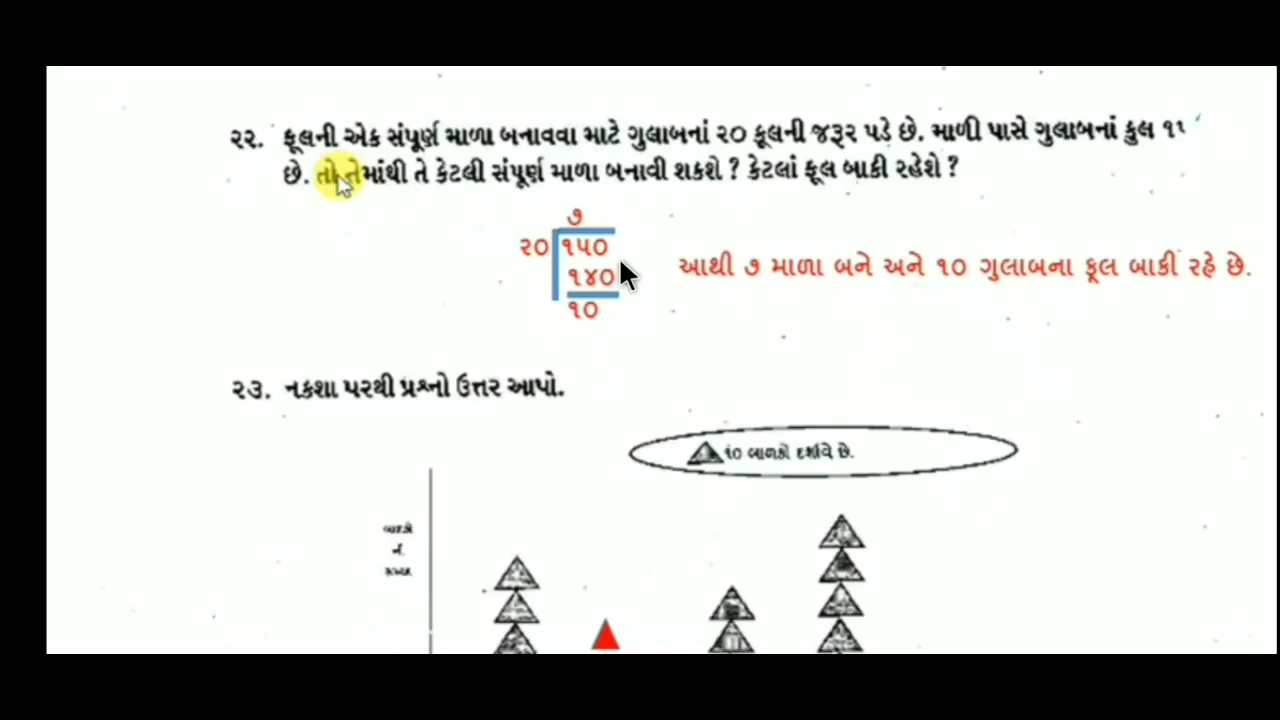 ૨૨. ફૂલની એક સંપૂર્ણ માળા બનાવવા માટે ગુલાબનાં ૨૦ ફૂલની જરૂર પડે છે. માળી પાસે ગુલાબનાં કુલ
છે. તો તેમાંથી તે કેટલી સંપૂર્ણ માળા બનાવી શકશે ? કેટલાં ફૂલ બાકી રહેશે ?
૭
૨૦ ૧૫૦
૧૪૦
૧૦
આથી ૭ માળા બને અને ૧૦ ગુલાબના ફૂલ બાકી રહે છે.
૨૩. નકશા પરથી પ્રશ્નો ઉત્તર આપો.
૧૦ બાળકો દર્શાવે છે.